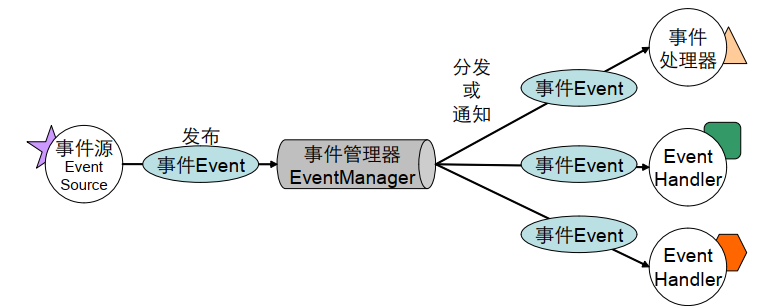 事件源
Event
Source
发布
事件Event
事件管理器
EventManager
分发
或
通知
事件Event
事件
处理器
事件Event
Event
Handler
事件Event
Event
Handler